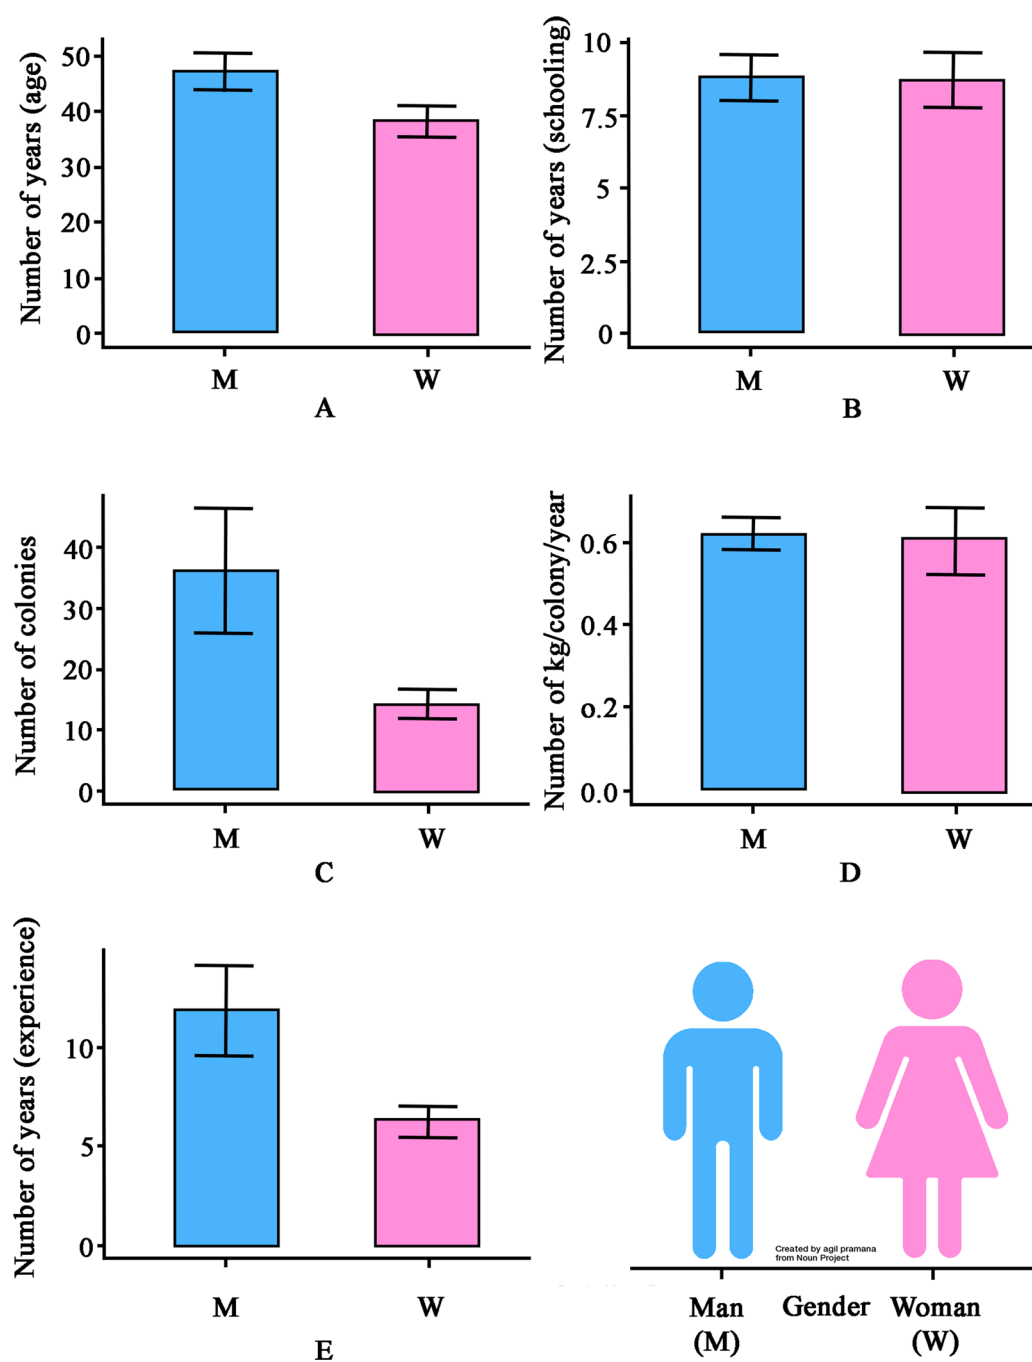 Number of years (age)
50
40
30
20
10
0
M
W
A
Number of years (schooling)
10
7.5
5
2.5
0
M
W
B
Number of colonies
40
30
20
10
0
M
W
C
Number of kg/colony/year
0.6
0.4
0.2
0.0
M
W
D
Number of years (experience)
10
5
0
M
W
E
Created by agil pramana
from Noun Project
Man
(M)
Gender
Woman
(W)